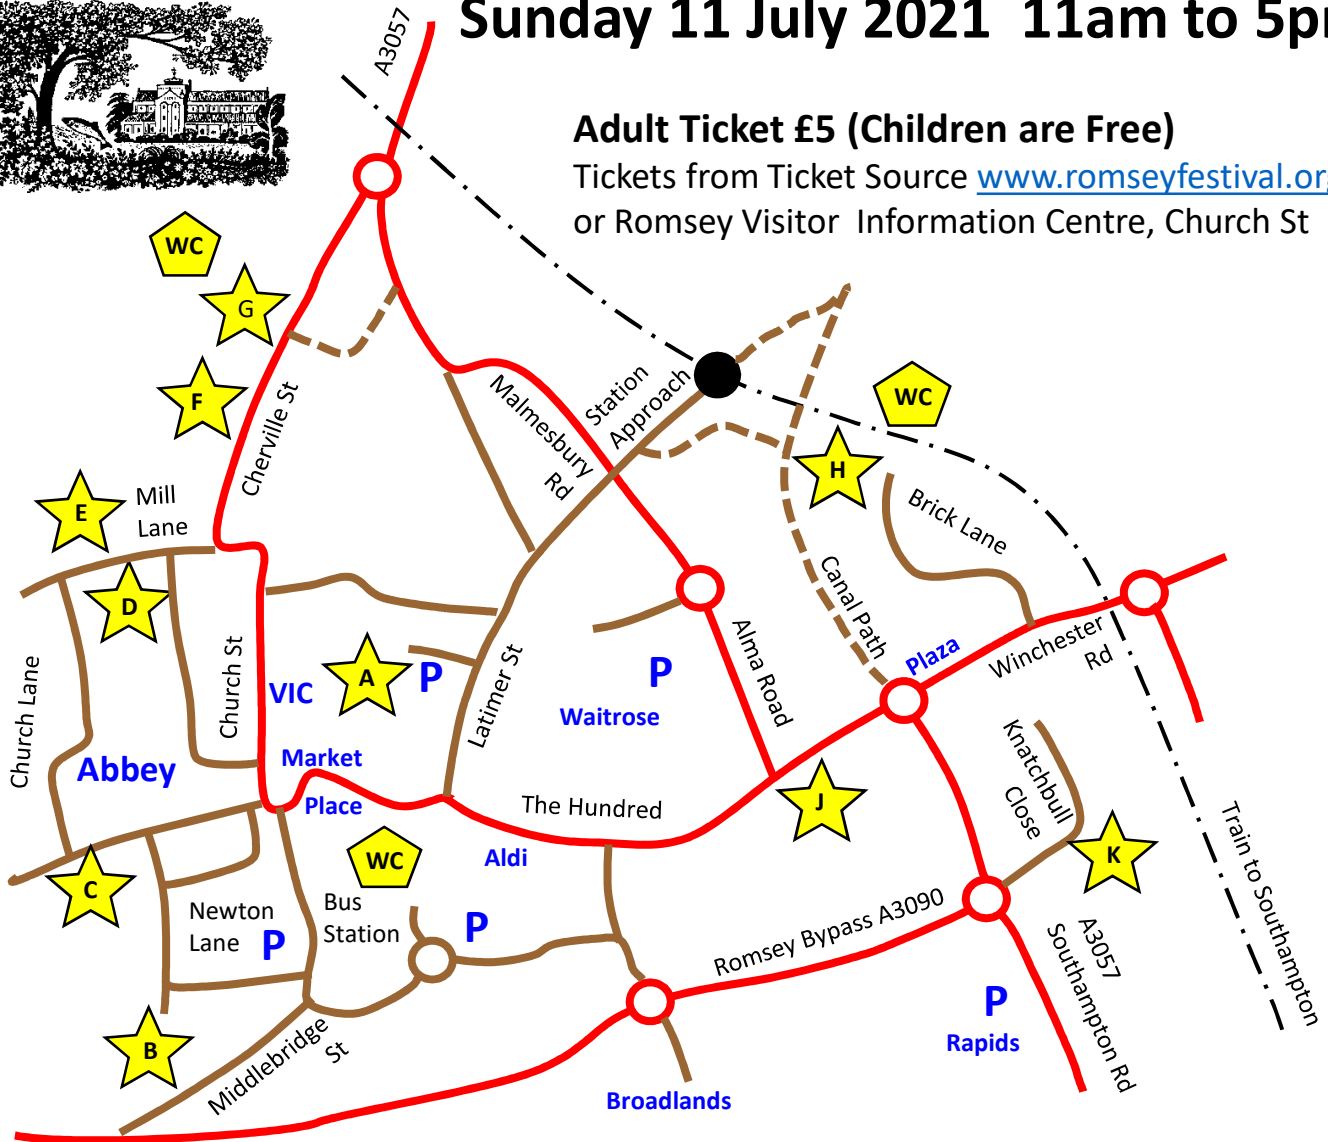 Sunday 11 July 2021 11am to 5p
Adult Ticket £5 (Children are Free)
Tickets from Ticket Source www.romseyfestival.or
or Romsey Visitor Information Centre, Church St
A3057
WC
G
F
Cherville St
Malmesbury
Rd
Station
Approach
WC
H
Brick Lane
E
Mill
Lane
D
Canal Path
Church Lane
Church St
VIC
A
P
Latimer St
P
Waitrose
Alma Road
Plaza
Winchester
Rd
Abbey
Market
Place
The Hundred
J
Knatchbull
Close
K
Train to Southampton
WC
Aldi
C
Newton
Lane
P
Bus
Station
P
Romsey Bypass A3090
A3057
Southampton Rd
P
Rapids
B
Middlebridge
St
Broadlands